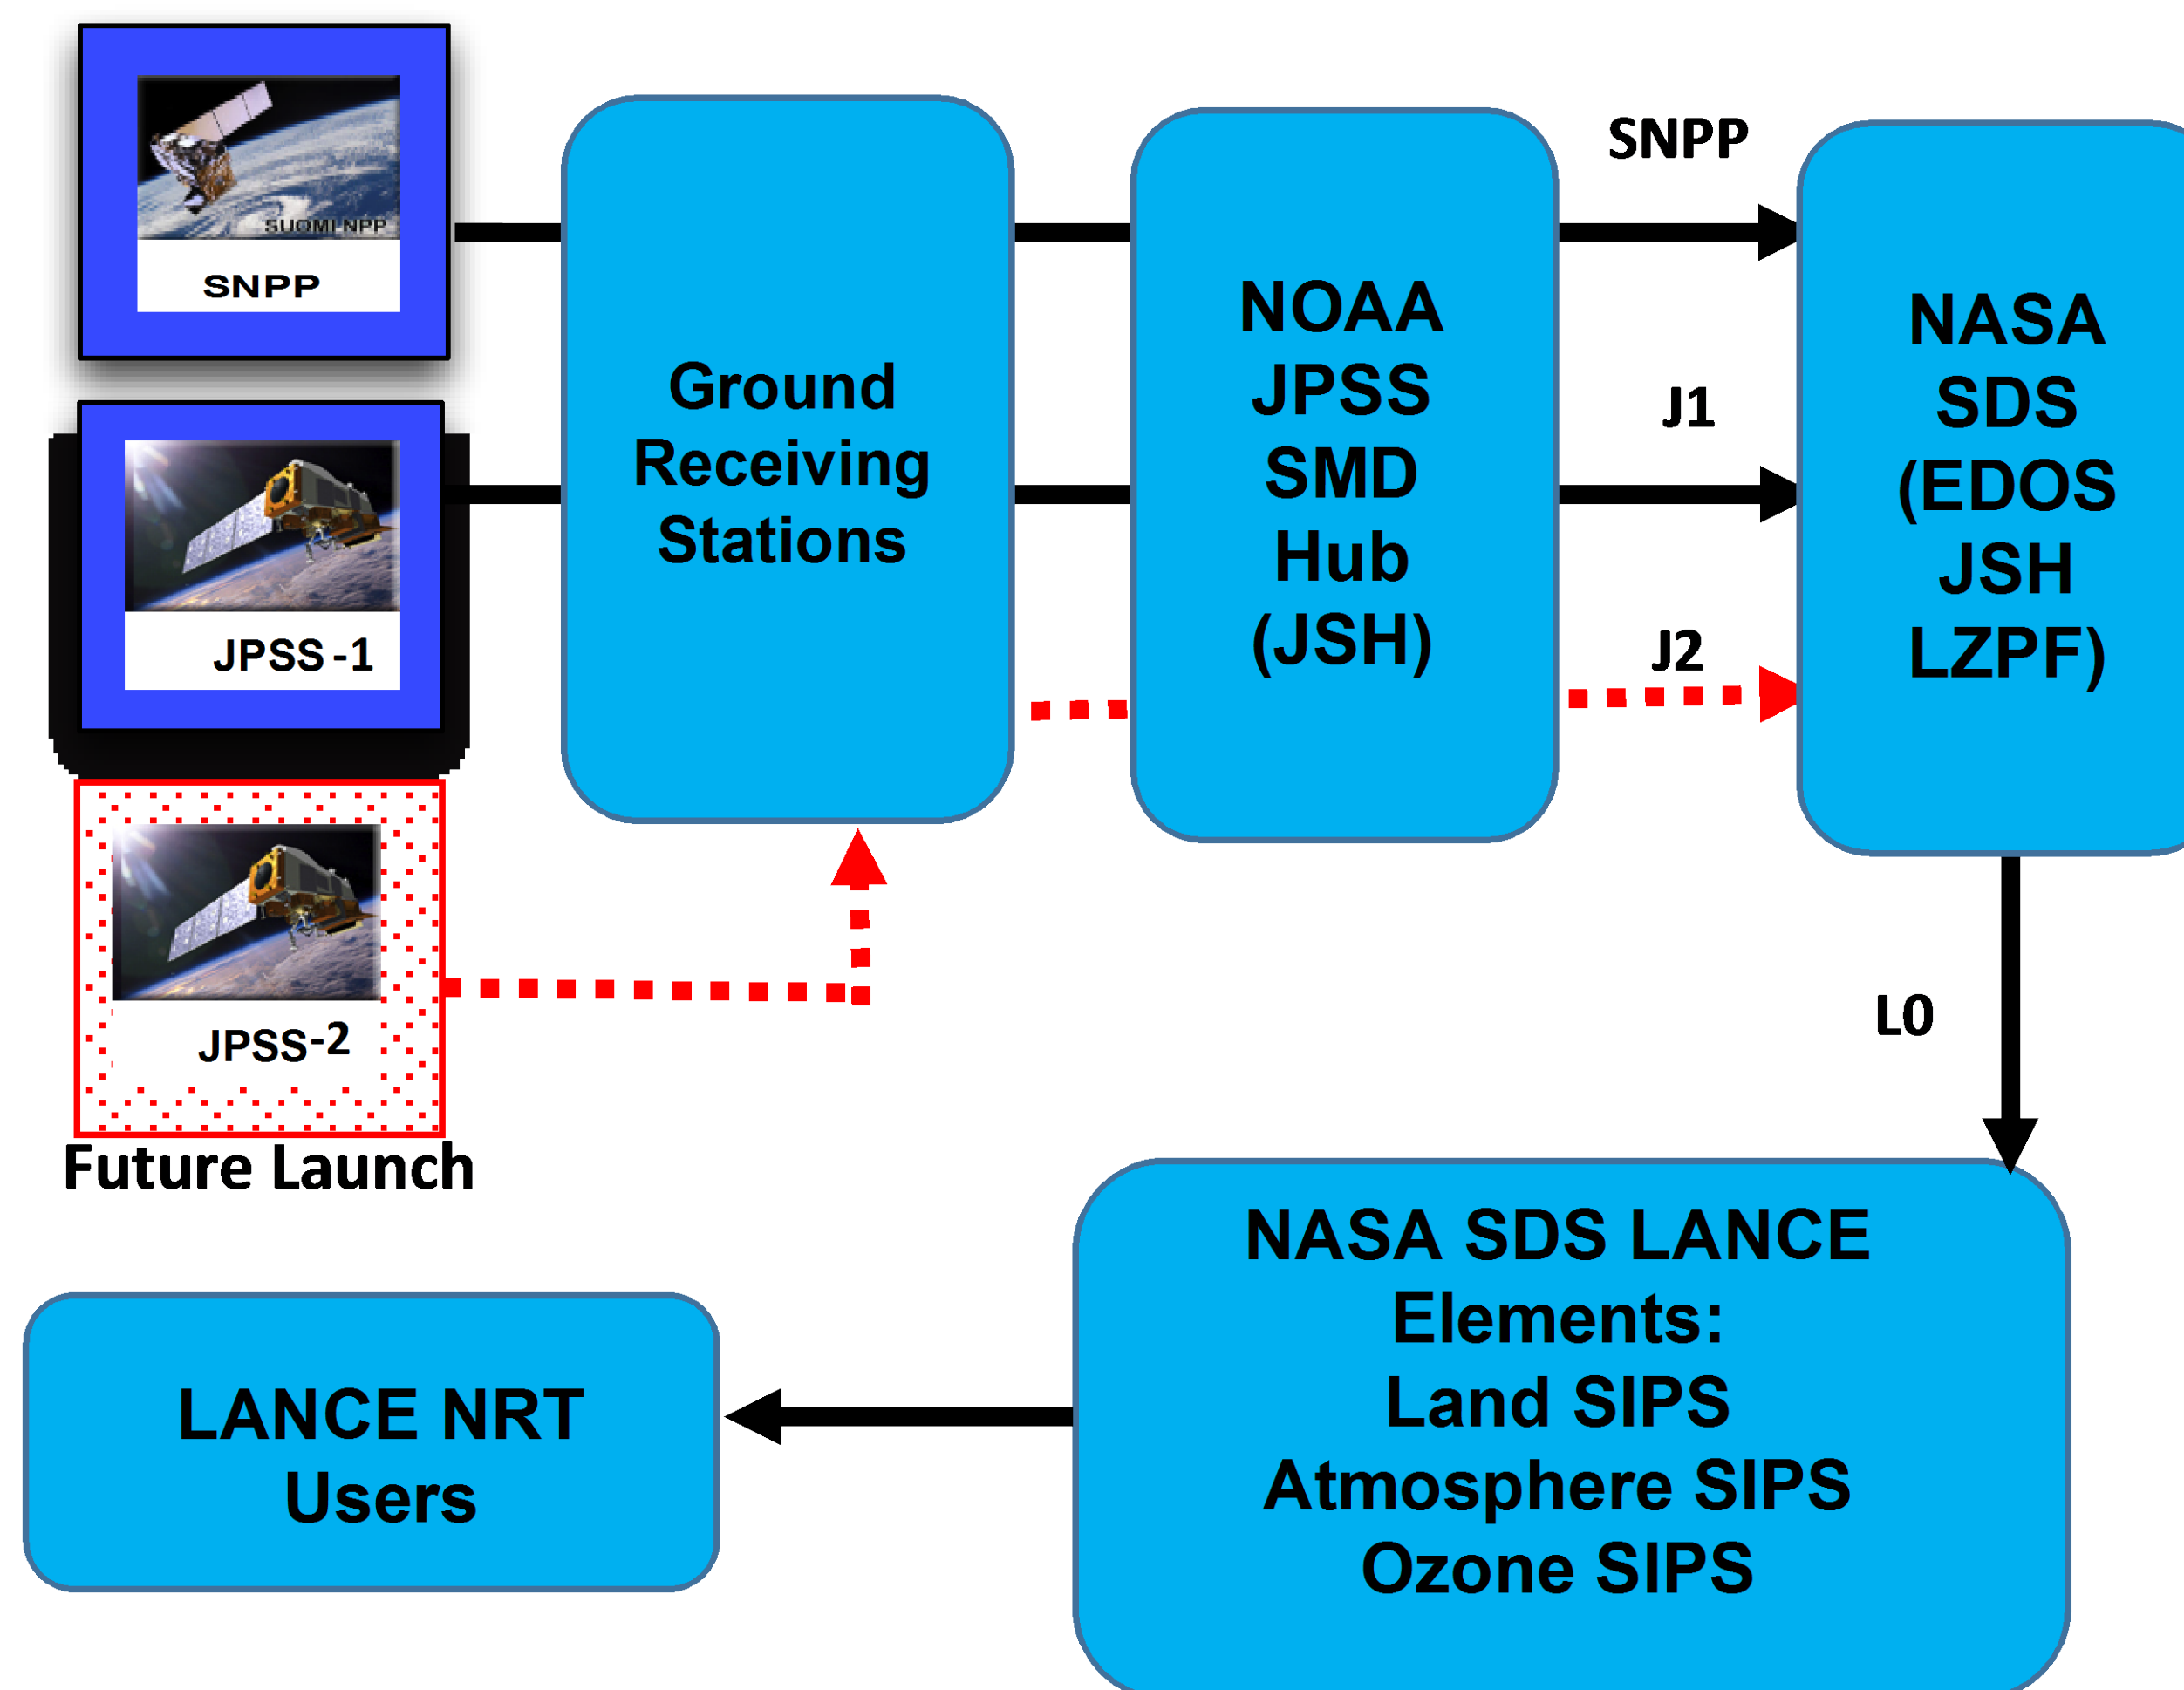 SUOMI NPP
SNPP
JPSS-1
JPSS-2
Future Launch
Ground
Receiving
Stations
NOAA
JPSS
SMD
Hub
(JSH)
SNPP
J1
J2
NASA
SDS
(EDOS
JSH
LZPF)
L0
NASA SDS LANCE
Elements:
Land SIPS
Atmosphere SIPS
Ozone SIPS
LANCE NRT
Users